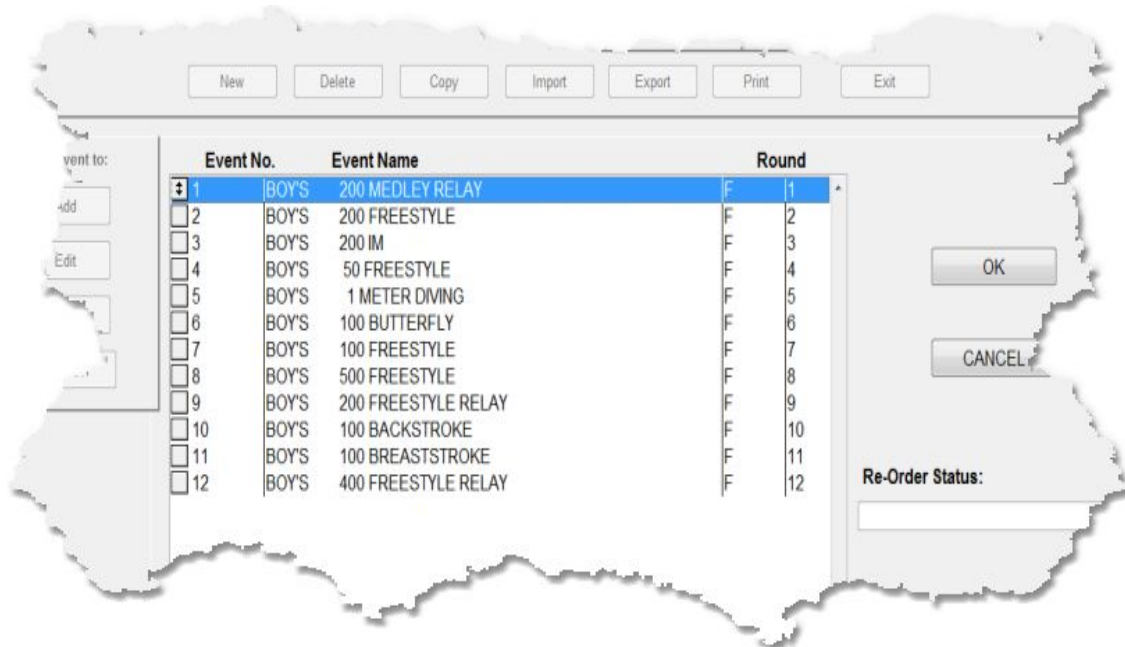 New Delete Copy Import Export Print Exit
vent to:
Add
Edit
Event No. Event Name Round
1 BOY'S 200 MEDLEY RELAY F 1
2 BOY'S 200 FREESTYLE F 2
3 BOY'S 200 IM F 3
4 BOY'S 50 FREESTYLE F 4
5 BOY'S 1 METER DIVING F 5
6 BOY'S 100 BUTTERFLY F 6
7 BOY'S 100 FREESTYLE F 7
8 BOY'S 500 FREESTYLE F 8
9 BOY'S 200 FREESTYLE RELAY F 9
10 BOY'S 100 BACKSTROKE F 10
11 BOY'S 100 BREASTSTROKE F 11
12 BOY'S 400 FREESTYLE RELAY F 12
OK
CANCEL
Re-Order Status: